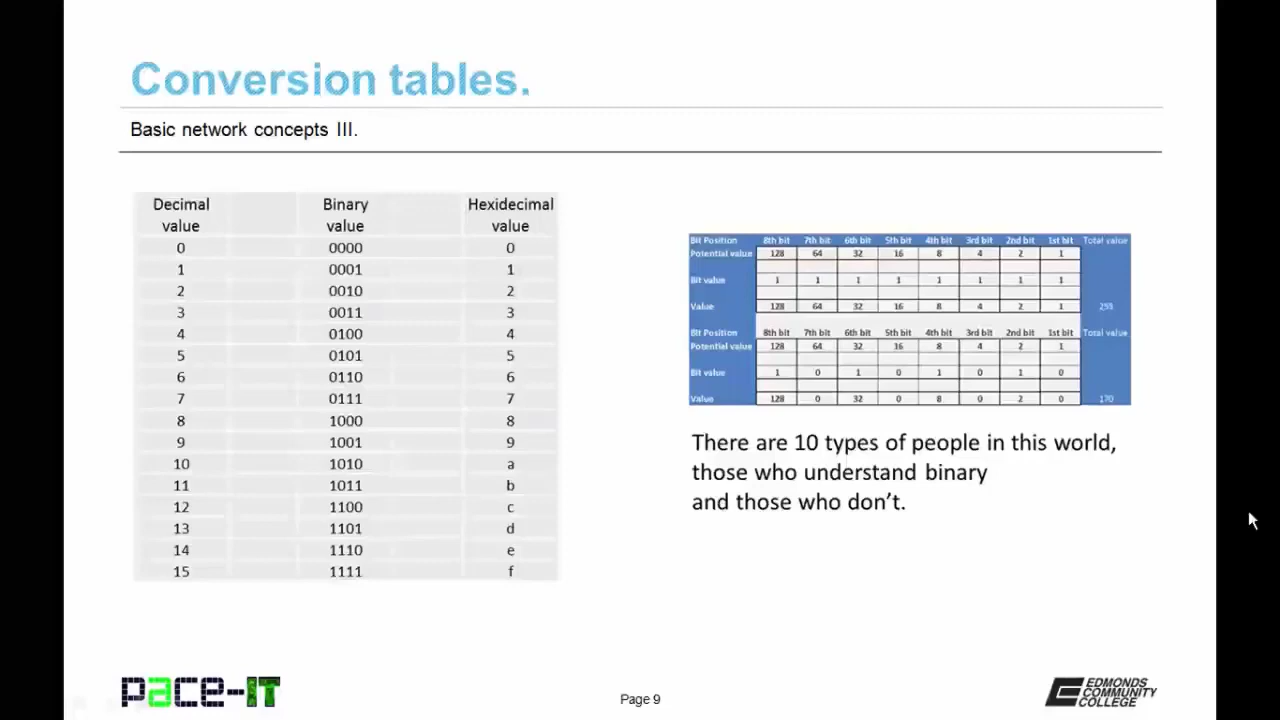 Conversion tables.
Basic network concepts III.
Decimal value Binary value Hexidecimal value
0 0000 0
1 0001 1
2 0010 2
3 0011 3
4 0100 4
5 0101 5
6 0110 6
7 0111 7
8 1000 8
9 1001 9
10 1010 a
11 1011 b
12 1100 c
13 1101 d
14 1110 e
15 1111 f
Bit Position 8th bit 7th bit 6th bit 5th bit 4th bit 3rd bit 2nd bit 1st bit Total value
Potential value 128 64 32 16 8 4 2 1
Bit value 1 1 1 1 1 1 1 1
Value 128 64 32 16 8 4 2 1 255
Bit Position 8th bit 7th bit 6th bit 5th bit 4th bit 3rd bit 2nd bit 1st bit Total value
Potential value 128 64 32 16 8 4 2 1
Bit value 1 0 1 0 1 0 1 0
Value 128 0 32 0 8 0 2 0 170
There are 10 types of people in this world,
those who understand binary
and those who don’t.
pace-IT
Page 9
EDMONDS
COMMUNITY
COLLEGE